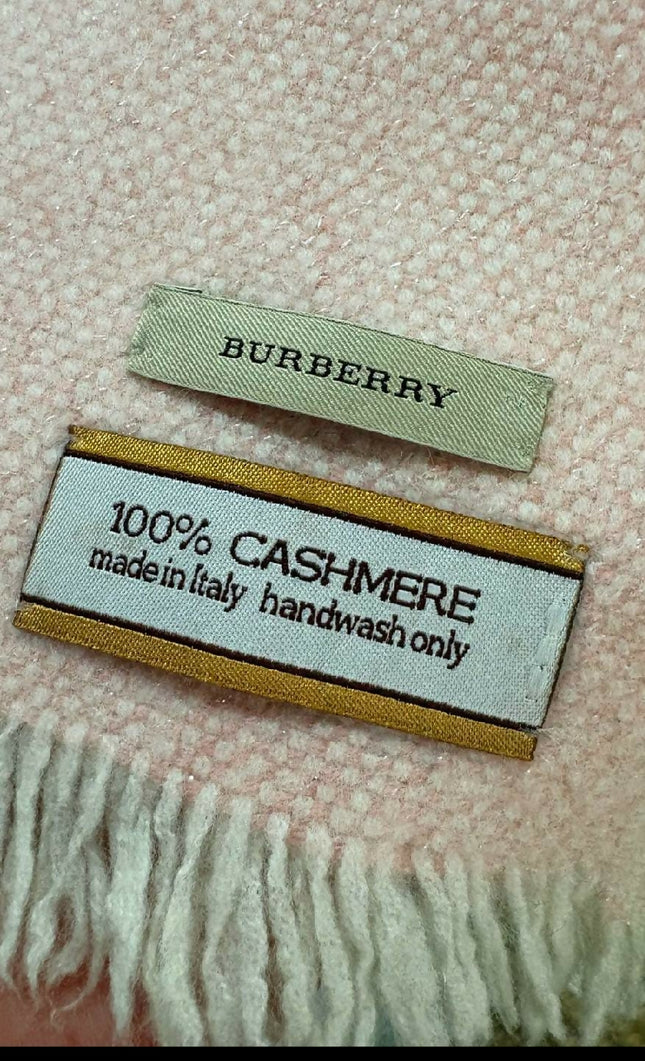 BURBERRY
100% CASHMERE
made in Italy handwash only